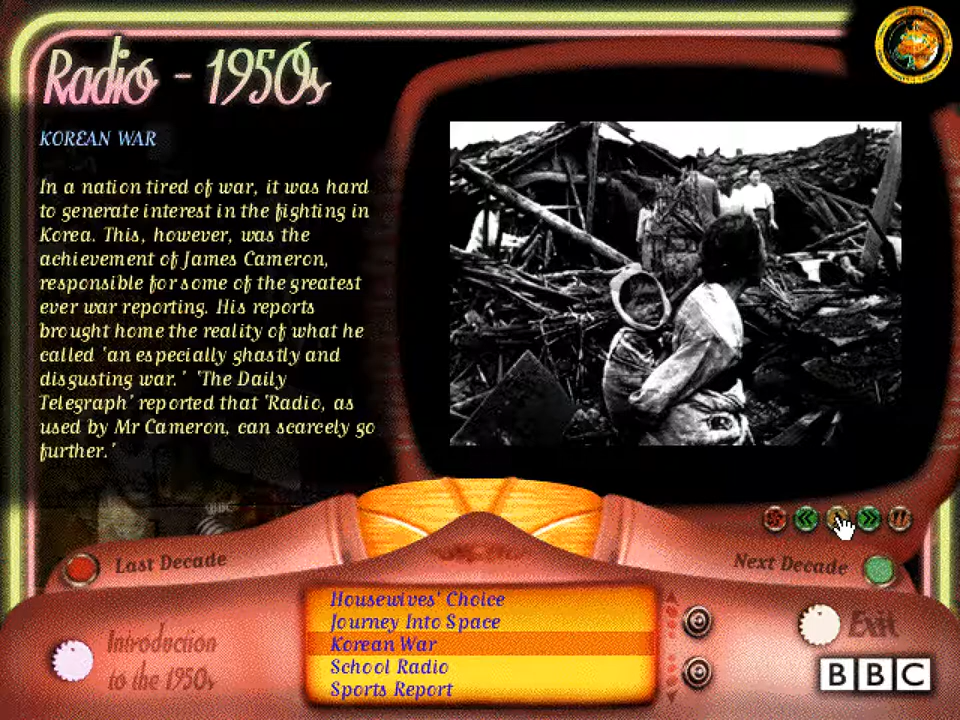 Radio - 1950s
KOREAN WAR
In a nation tired of war, it was hard
to generate interest in the fighting in
Korea. This, however, was the
achievement of James Cameron,
responsible for some of the greatest
ever war reporting. His reports
brought home the reality of what he
called 'an especially ghastly and
disgusting war.' 'The Daily
Telegraph' reported that 'Radio, as
used by Mr Cameron, can scarcely go
further.'
Last Decade
Next Decade
Housewives' Choice
Journey Into Space
Korean War
School Radio
Sports Report
Introduction
to the 1950s
Exit
BBC